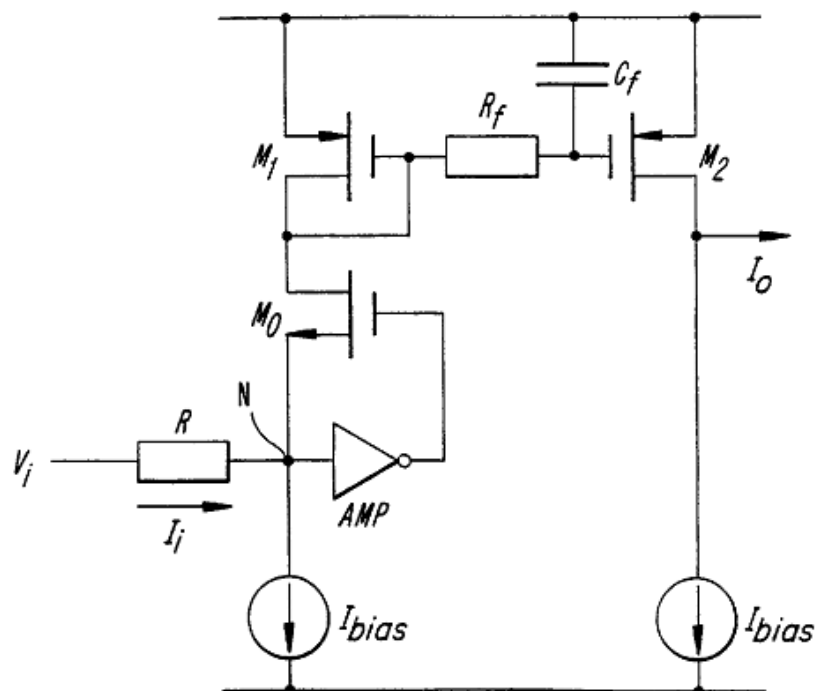 C_f
R_f
M_1
M_2
I_o
M_0
N
R
V_i
AMP
I_i
I_bias
I_bias